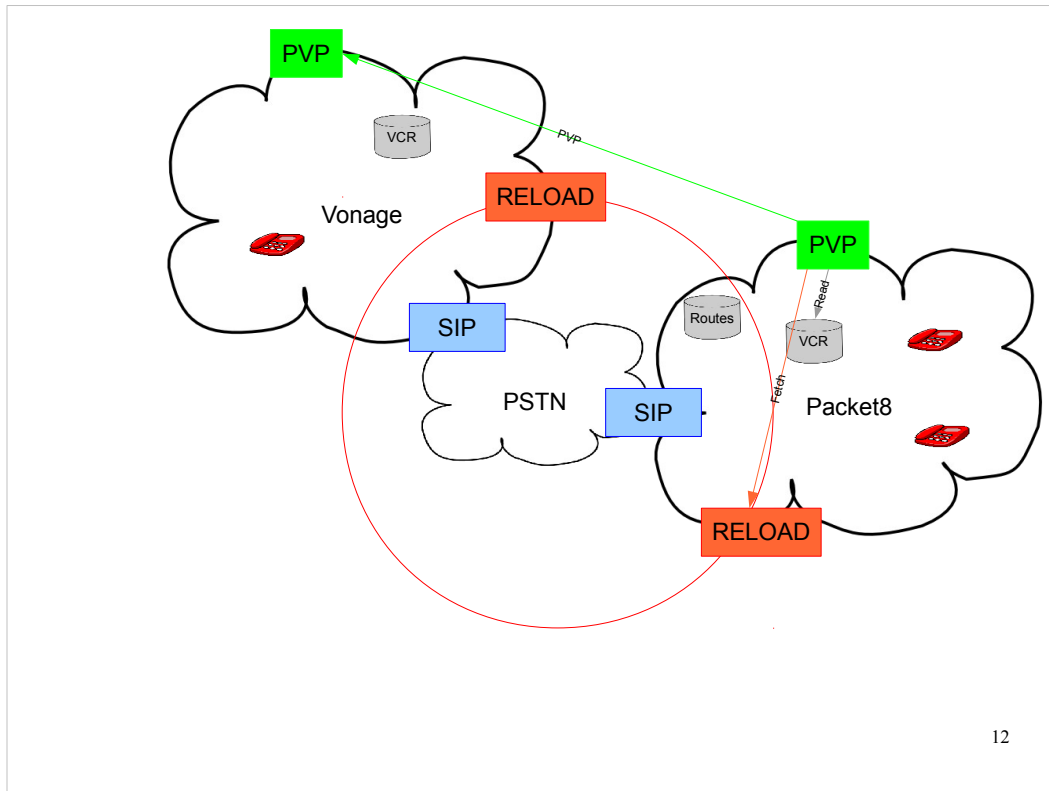 PVP
VCR
PVP
RELOAD
Vonage
PVP
Read
Routes
SIP
VCR
Fetch
PSTN
SIP
Packet8
RELOAD
12